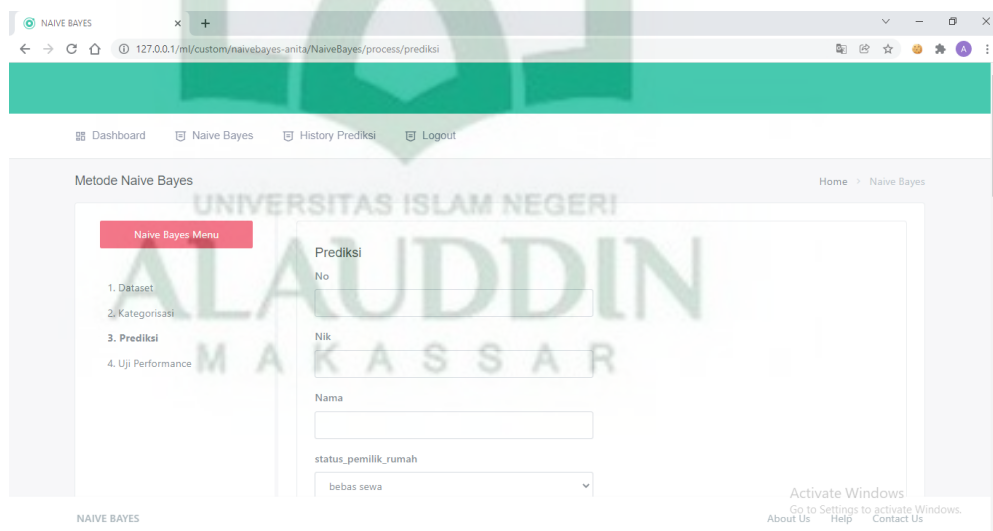 NAIVE BAYES
127.0.0.1/ml/custom/naivebayes-anita/NaiveBayes/process/prediksi
A
Dashboard Naive Bayes History Prediksi Logout
Metode Naive Bayes
Home > Naive Bayes
UNIVERSITAS ISLAM NEGERI
ALAUDDIN
MAKASSAR
Naive Bayes Menu
1. Dataset
2. Kategorisasi
3. Prediksi
4. Uji Performance
Prediksi
No
Nik
Nama
status_pemilik_rumah
bebas sewa
Activate Windows
Go to Settings to activate Windows.
NAIVE BAYES
About Us Help Contact Us